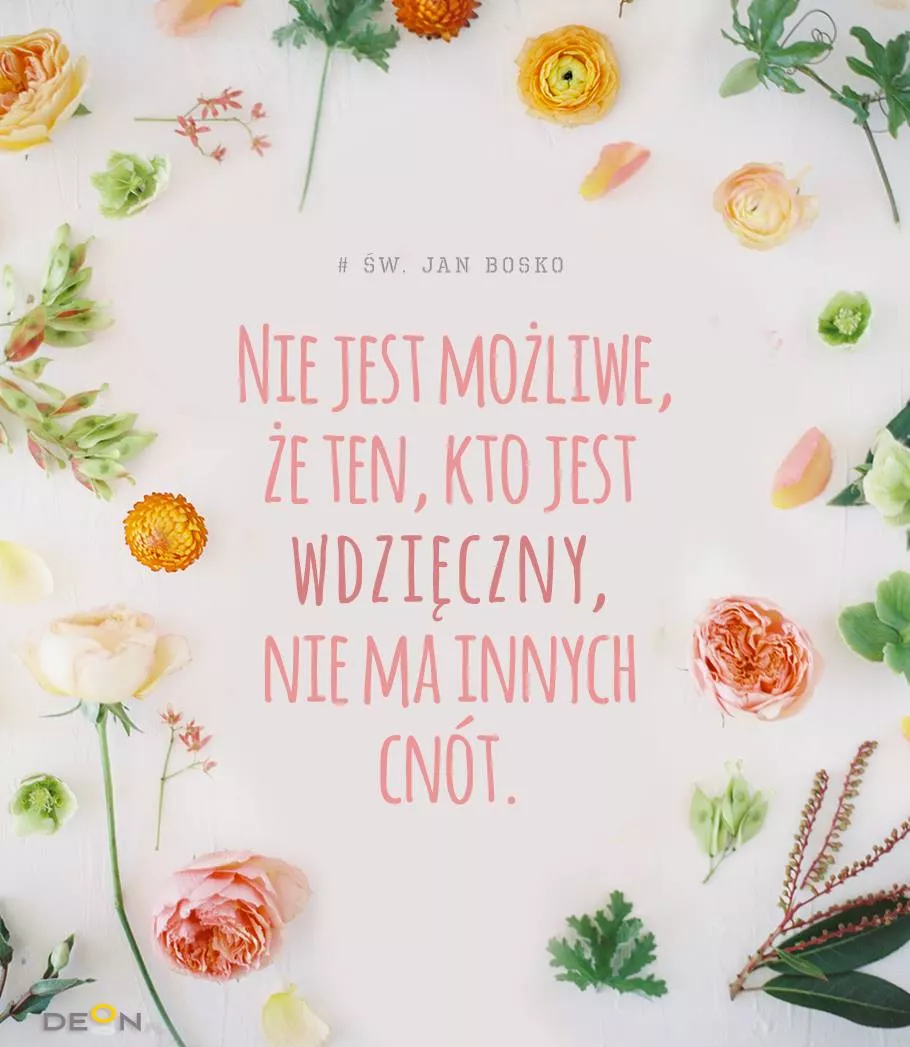 # ŚW. JAN BOSKO
NIE JEST MOŻLIWE,
ŻE TEN, KTO JEST
WDZIĘCZNY,
NIE MA INNYCH
CNÓT.
DEON